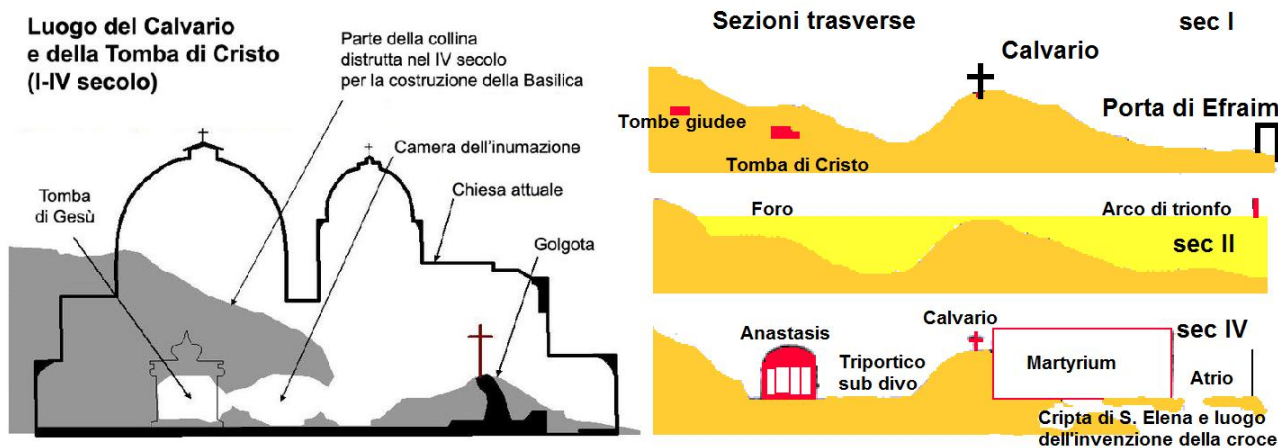 Luogo del Calvario
e della Tomba di Cristo
(I-IV secolo)
Parte della collina
distrutta nel IV secolo
per la costruzione della Basilica
Camera dell'inumazione
Tomba
di Gesù
Chiesa attuale
Golgota
Sezioni trasverse
sec I
Calvario
Porta di Efraim
Tombe giudee
Tomba di Cristo
Foro
Arco di trionfo
sec II
Calvario
sec IV
Anastasis
Triportico
sub divo
Martyrium
Atrio
Cripta di S. Elena e luogo
dell'invenzione della croce